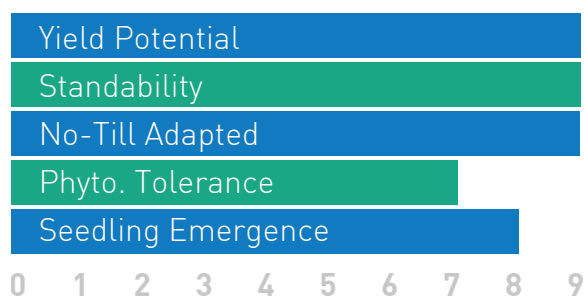 Yield Potential
Standability
No-Till Adapted
Phyto. Tolerance
Seedling Emergence
0 1 2 3 4 5 6 7 8 9